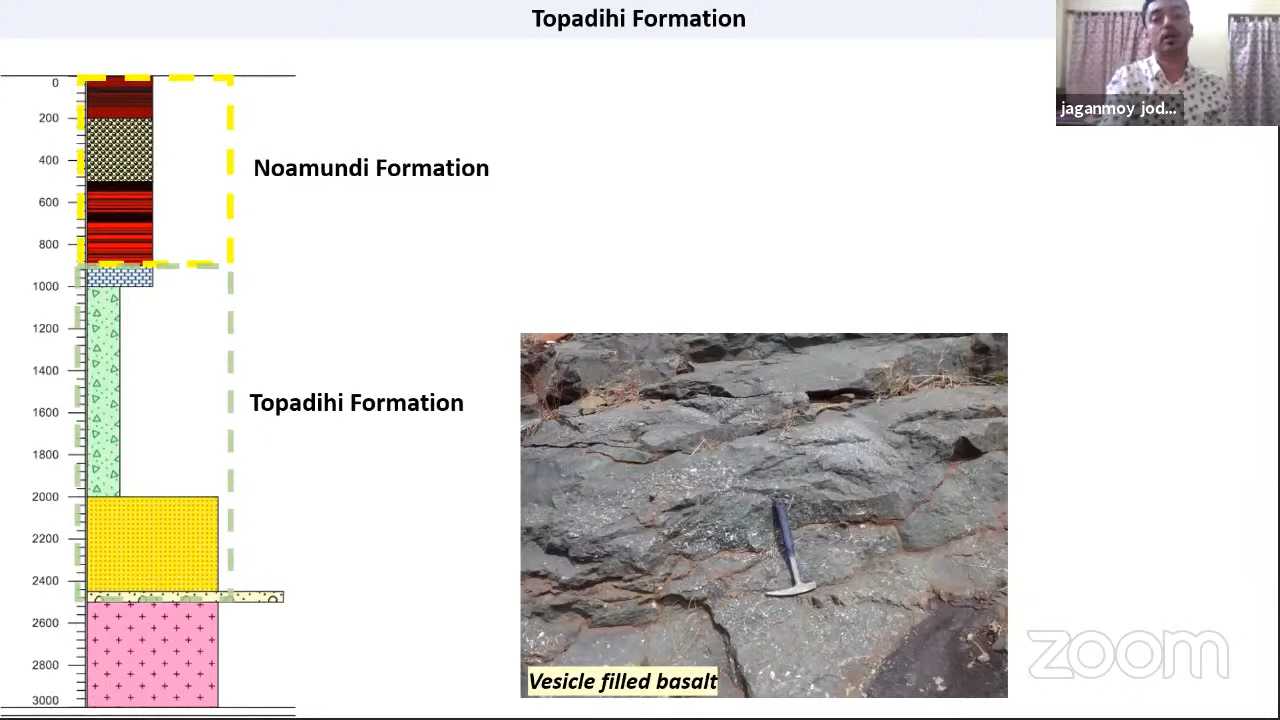 Topadihi Formation
jaganmoy jod...
0
200
400
600
800
1000
1200
1400
1600
1800
2000
2200
2400
2600
2800
3000
Noamundi Formation
Topadihi Formation
Vesicle filled basalt
zoom